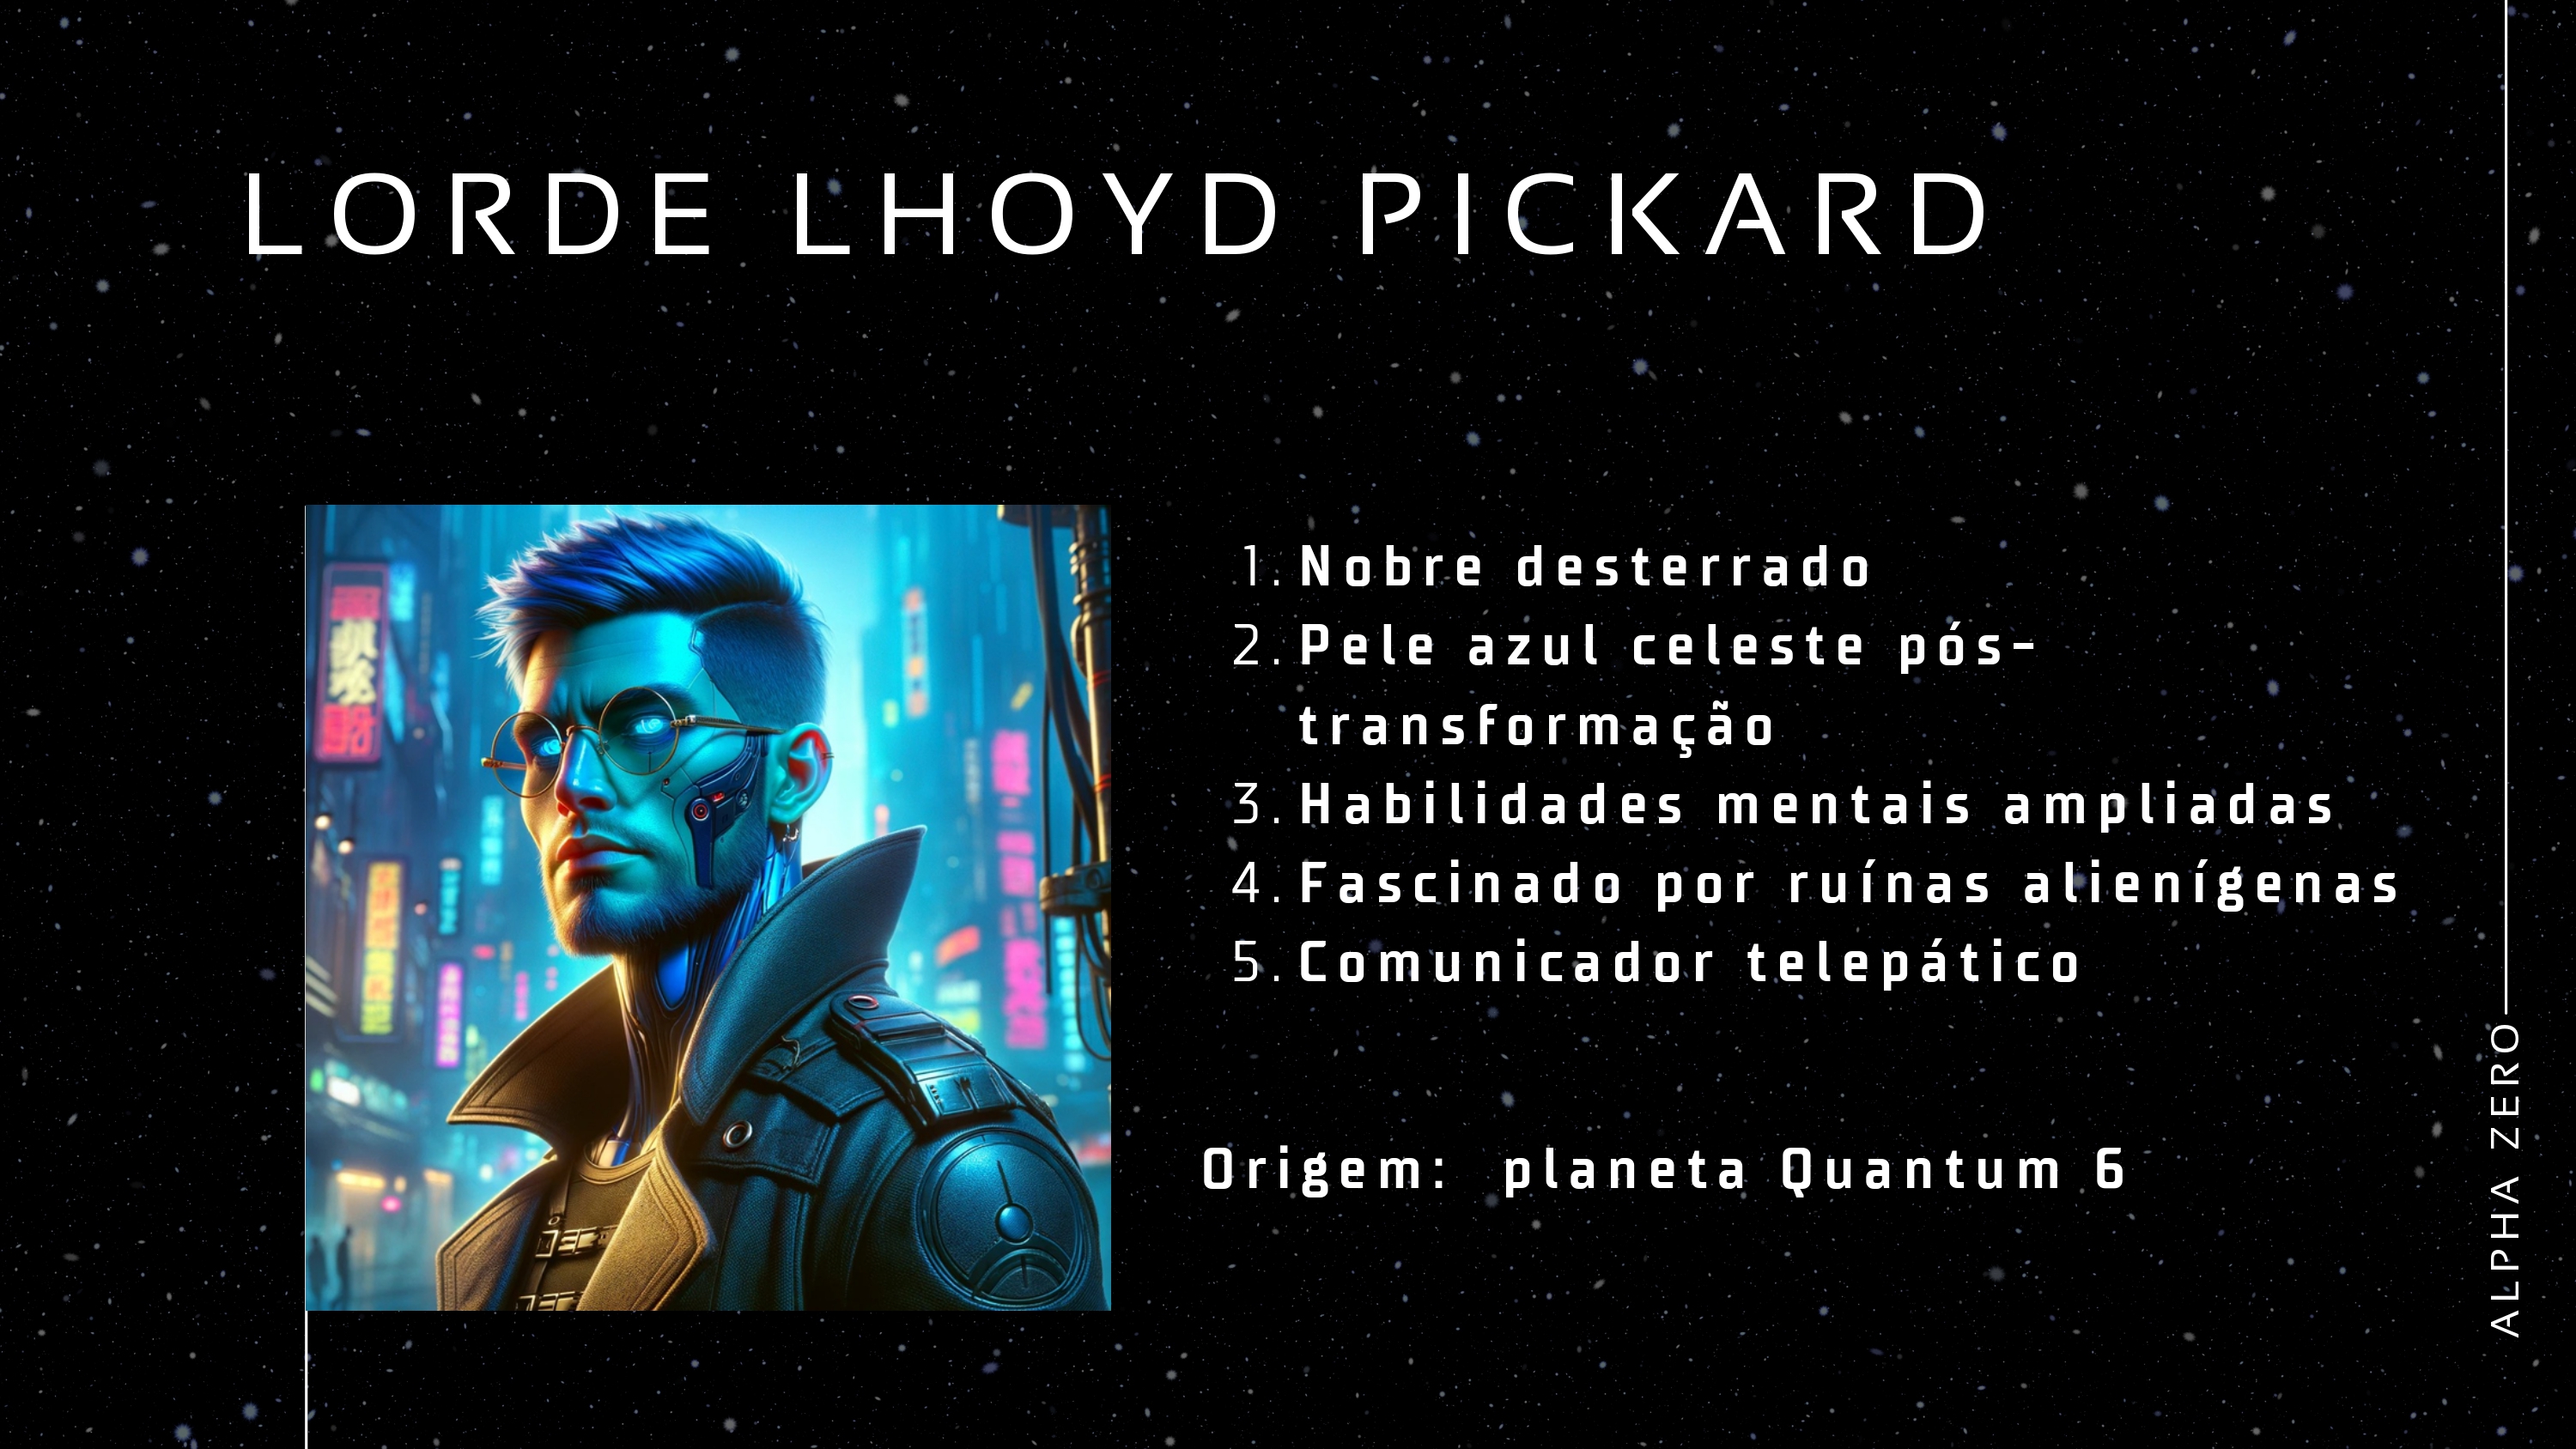 LORDE LHOYD PICKARD
1. Nobre desterrado
2. Pele azul celeste pós-
transformação
3. Habilidades mentais ampliadas
4. Fascinado por ruínas alienígenas
5. Comunicador telepático
Origem: planeta Quantum 6
ALPHA ZERO